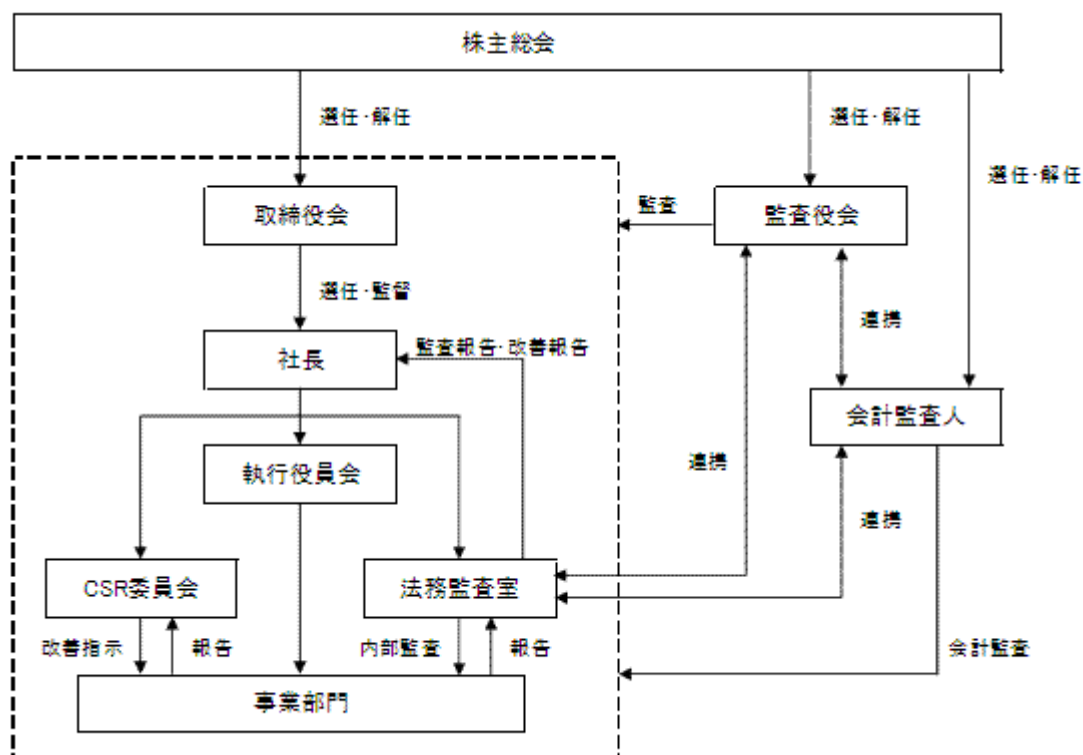 株主総会
選任・解任
選任・解任
選任・解任
取締役会
監査
監査役会
選任・監督
連携
社長
監査報告・改善報告
会計監査人
執行役員会
連携
連携
CSR委員会
法務監査室
改善指示
報告
内部監査
報告
会計監査
事業部門